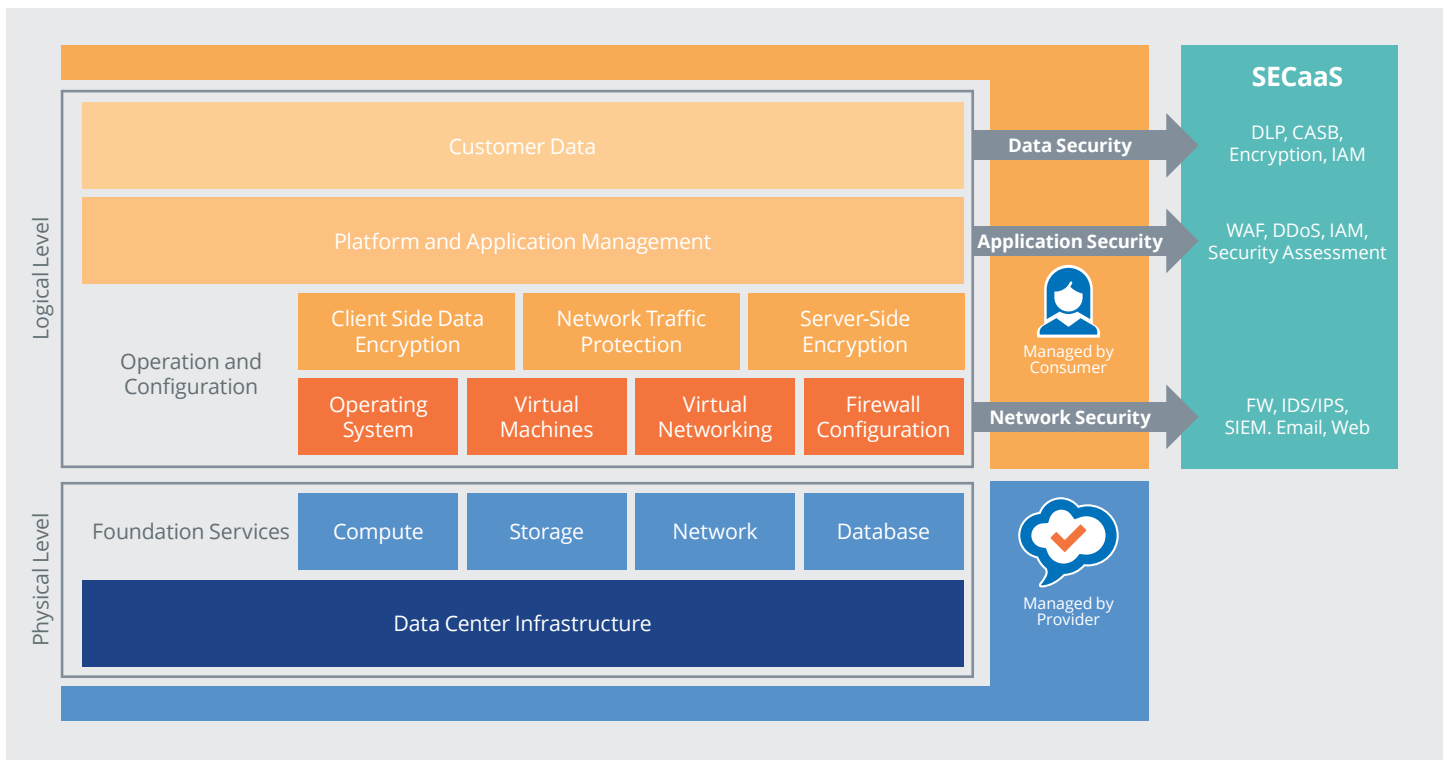 SECaaS
Logical Level
Customer Data
Data Security
DLP, CASB,
Encryption, IAM
Platform and Application Management
Application Security
WAF, DDoS, IAM,
Security Assessment
Operation and
Configuration
Client Side Data
Encryption
Network Traffic
Protection
Server-Side
Encryption
Managed by
Consumer
Operating
System
Virtual
Machines
Virtual
Networking
Firewall
Configuration
Network Security
FW, IDS/IPS,
SIEM. Email, Web
Physical Level
Foundation Services
Compute
Storage
Network
Database
Managed by
Provider
Data Center Infrastructure